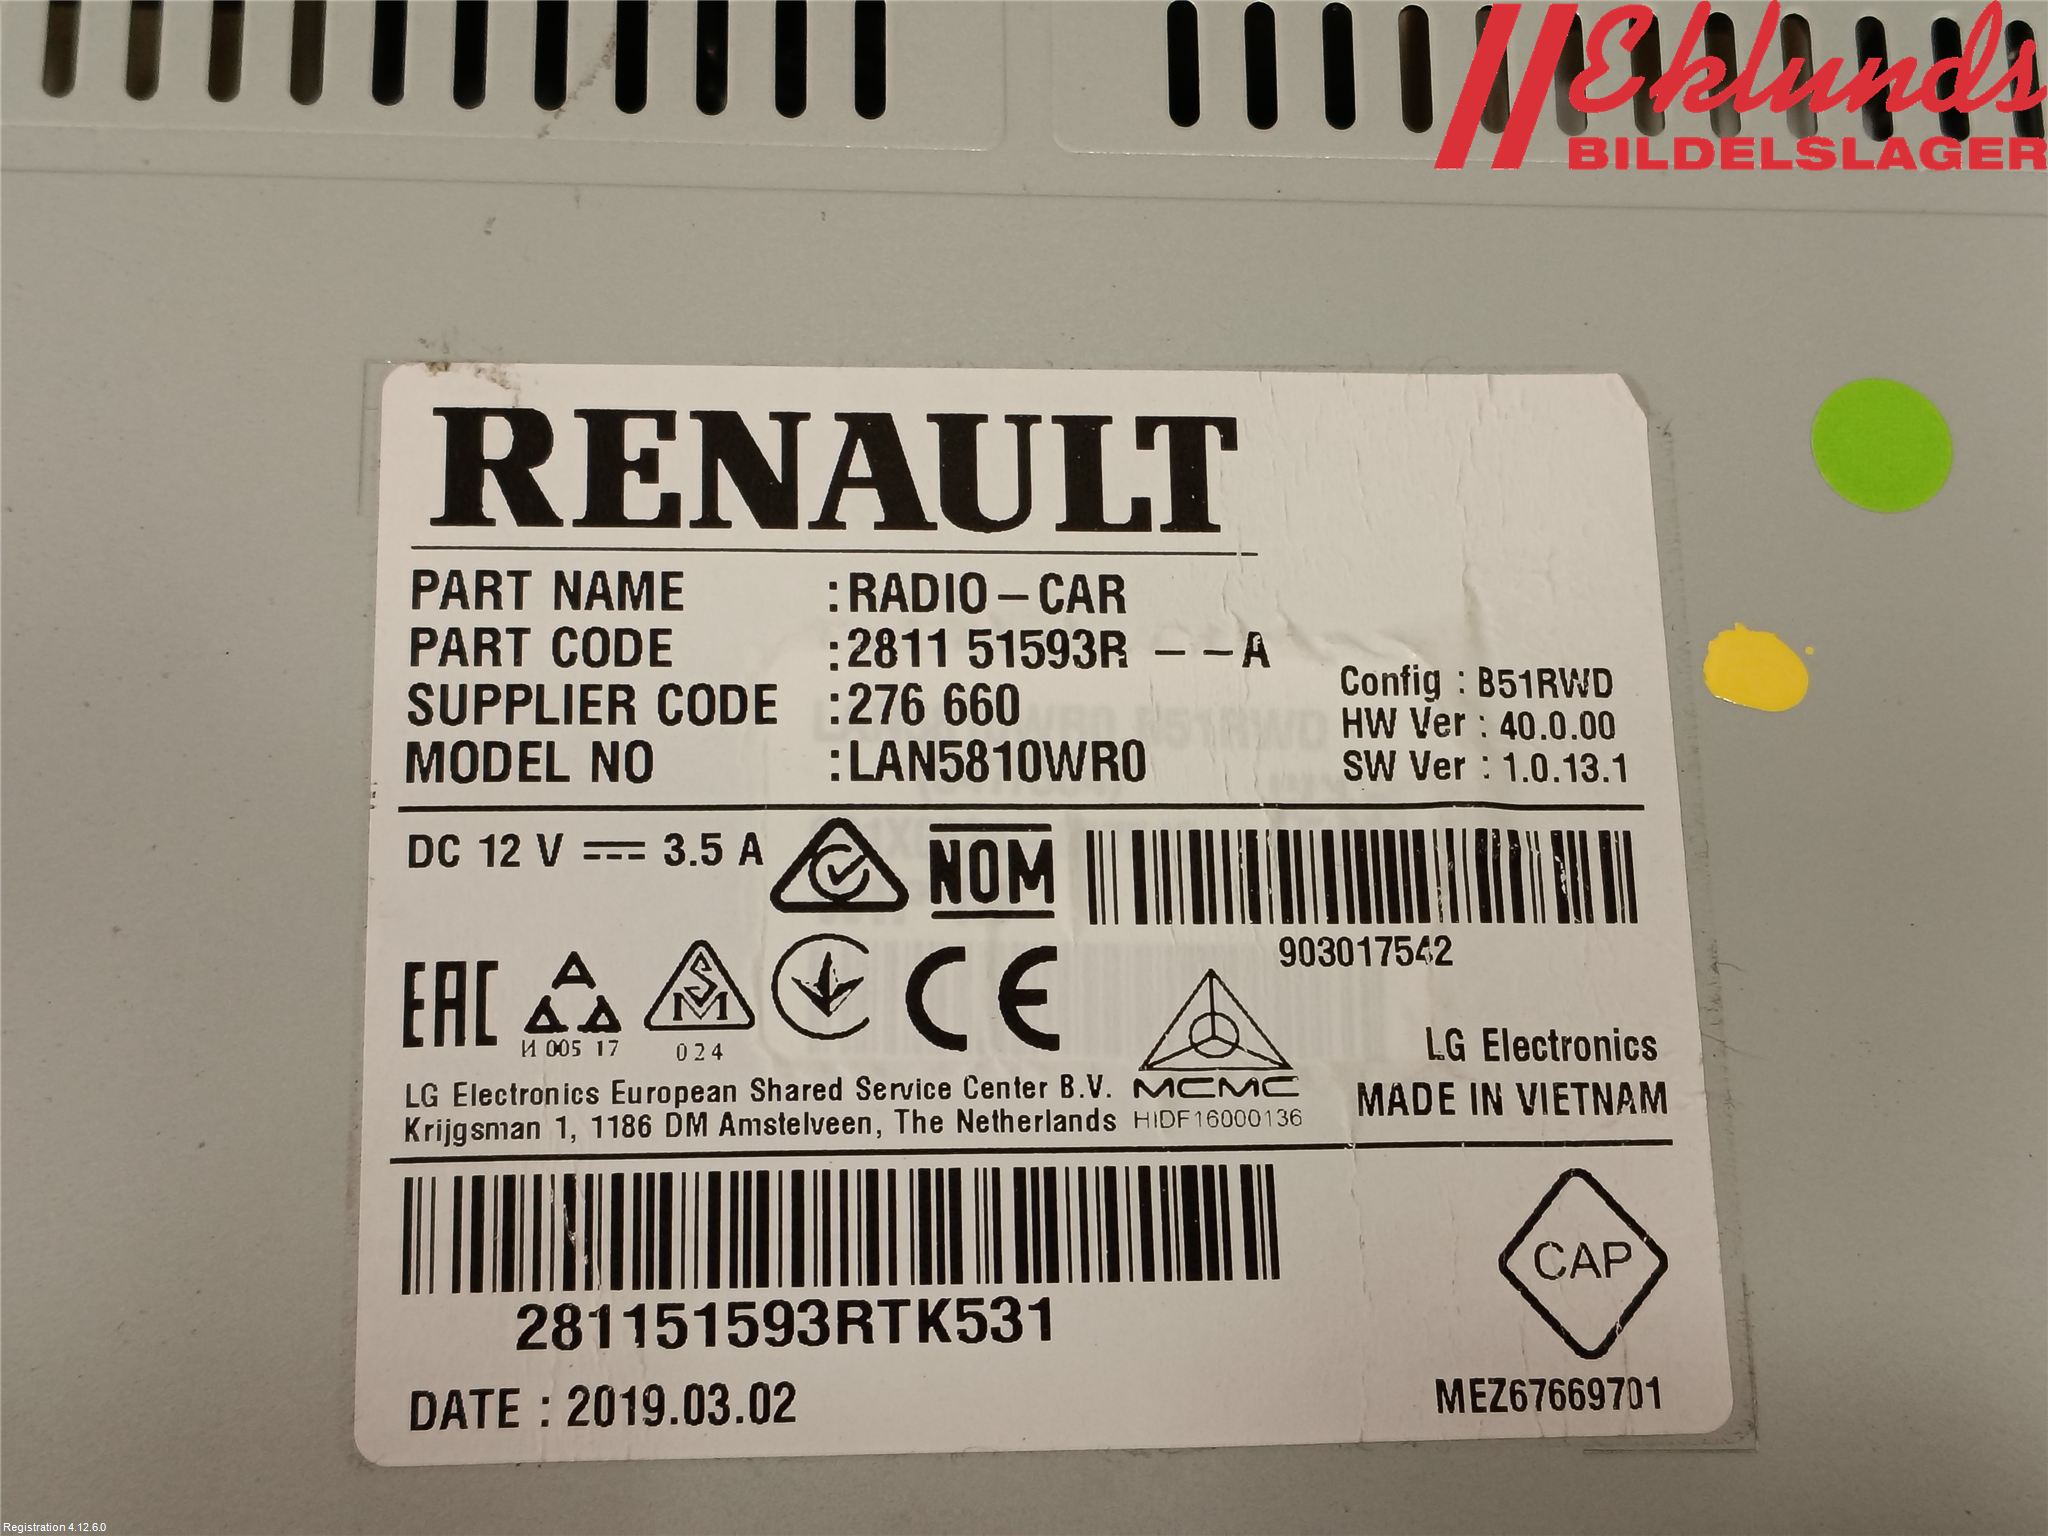 Eklunds
BILDELSLAGER
RENAULT
PART NAME :RADIO-CAR
PART CODE :2811 51593R --A
SUPPLIER CODE :276 660
MODEL NO :LAN5810WR0
Config : B51RWD
HW Ver : 40.0.00
SW Ver : 1.0.13.1
DC 12 V 3.5 A
NOM
903017542
EAC
И 005 17
SM
024
CE
MCMC
HIDF16000136
LG Electronics
MADE IN VIETNAM
LG Electronics European Shared Service Center B.V.
Krijgsman 1, 1186 DM Amstelveen, The Netherlands
281151593RTK531
CAP
DATE : 2019.03.02
MEZ67669701
Registration 4.12.6.0